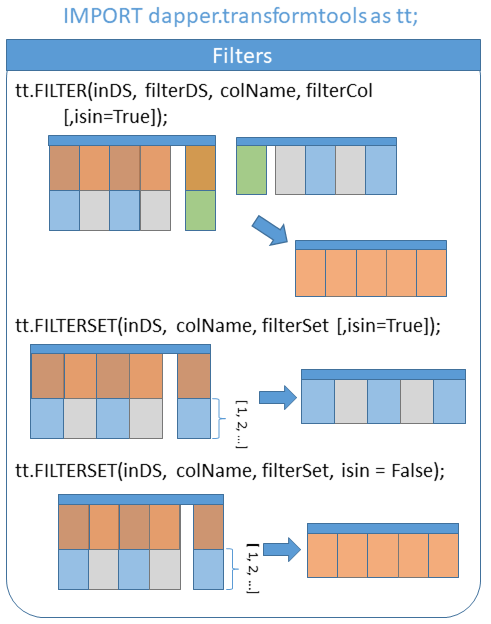 IMPORT dapper.transformtools as tt;
Filters
tt.FILTER(inDS, filterDS, colName, filterCol
[,isin=True]);
tt.FILTERSET(inDS, colName, filterSet [,isin=True]);
[ 1, 2, ...]
tt.FILTERSET(inDS, colName, filterSet, isin = False);
[ 1, 2, ...]